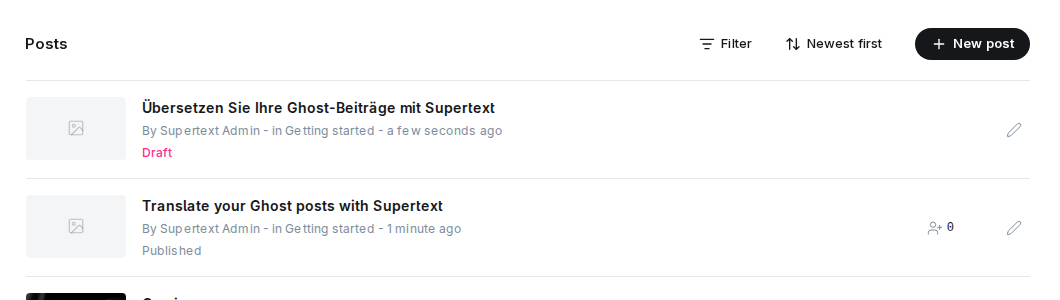 Posts
Filter
Newest first
New post
Übersetzen Sie Ihre Ghost-Beiträge mit Supertext
By Supertext Admin - in Getting started - a few seconds ago
Draft
Translate your Ghost posts with Supertext
By Supertext Admin - in Getting started - 1 minute ago
Published
0